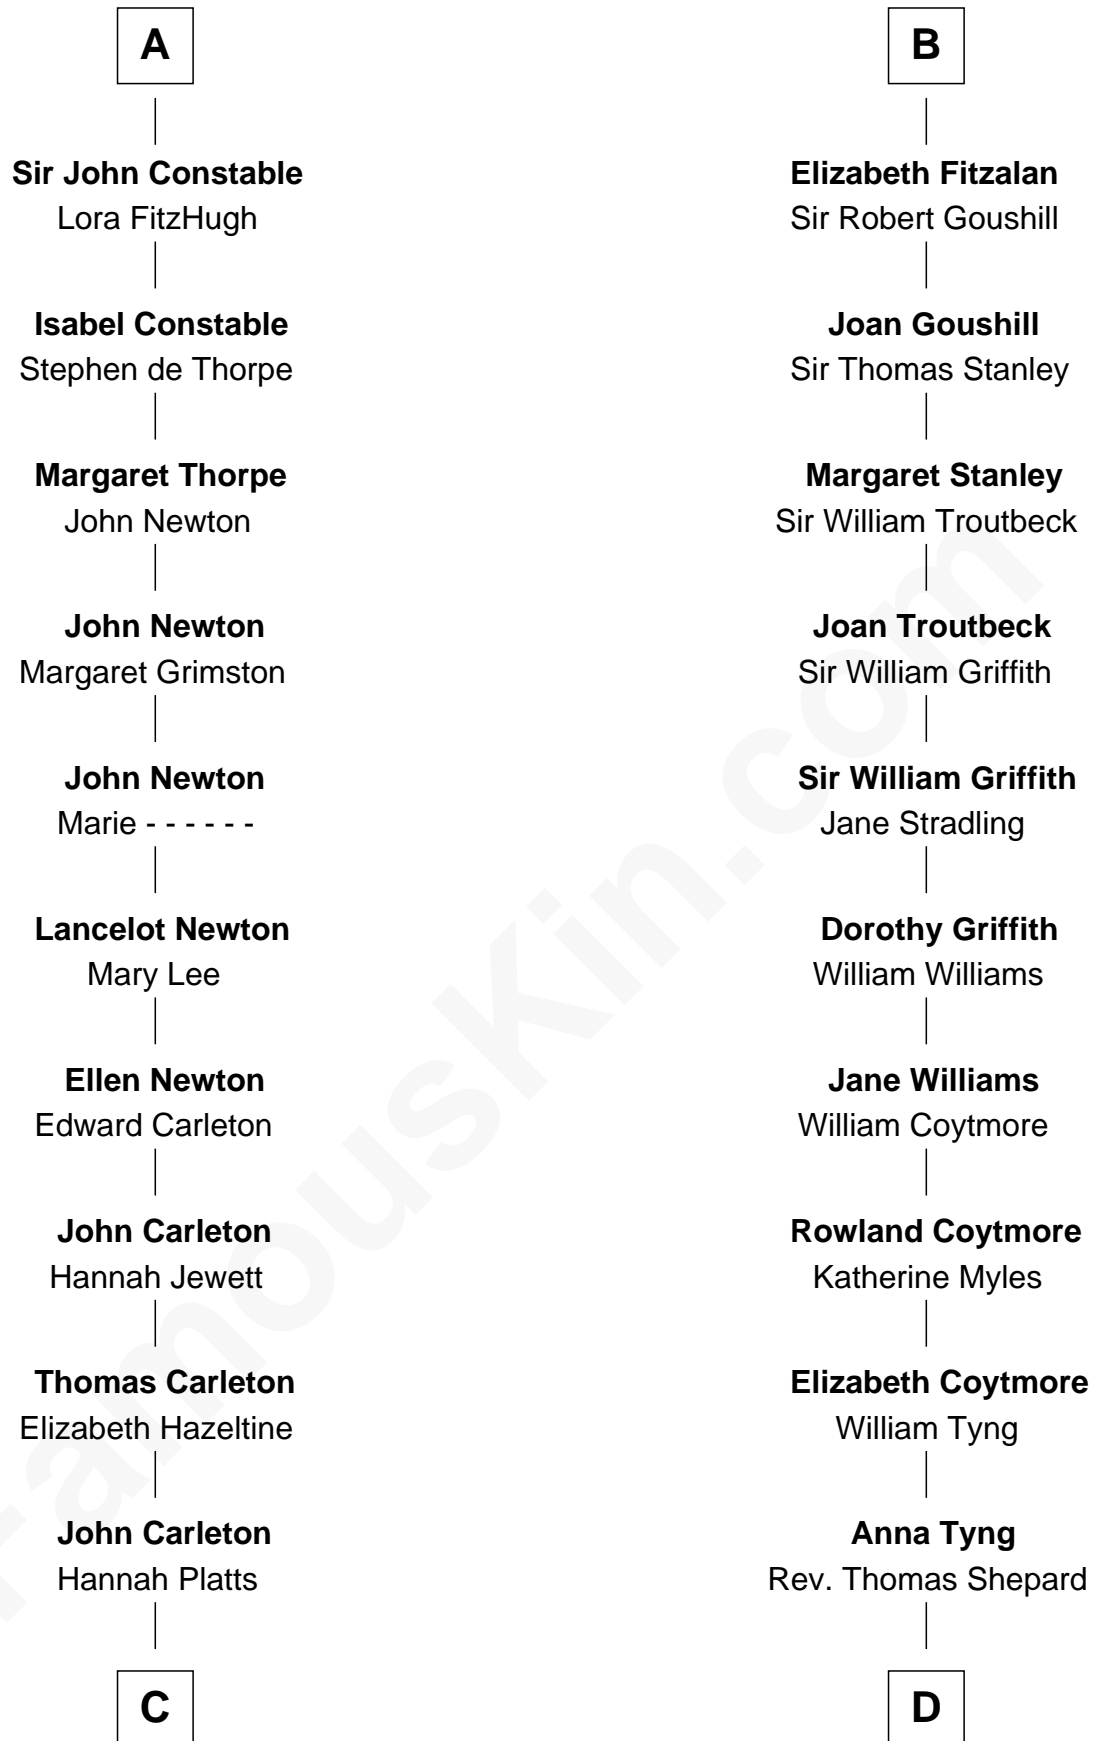 A
Sir John Constable
Lora FitzHugh
Isabel Constable
Stephen de Thorpe
Margaret Thorpe
John Newton
John Newton
Margaret Grimston
John Newton
Marie - - - - - -
Lancelot Newton
Mary Lee
Ellen Newton
Edward Carleton
John Carleton
Hannah Jewett
Thomas Carleton
Elizabeth Hazeltine
John Carleton
Hannah Platts
C
B
Elizabeth Fitzalan
Sir Robert Goushill
Joan Goushill
Sir Thomas Stanley
Margaret Stanley
Sir William Troutbeck
Joan Troutbeck
Sir William Griffith
Sir William Griffith
Jane Stradling
Dorothy Griffith
William Williams
Jane Williams
William Coytmore
Rowland Coytmore
Katherine Myles
Elizabeth Coytmore
William Tyng
Anna Tyng
Rev. Thomas Shepard
D
FamousKin.com